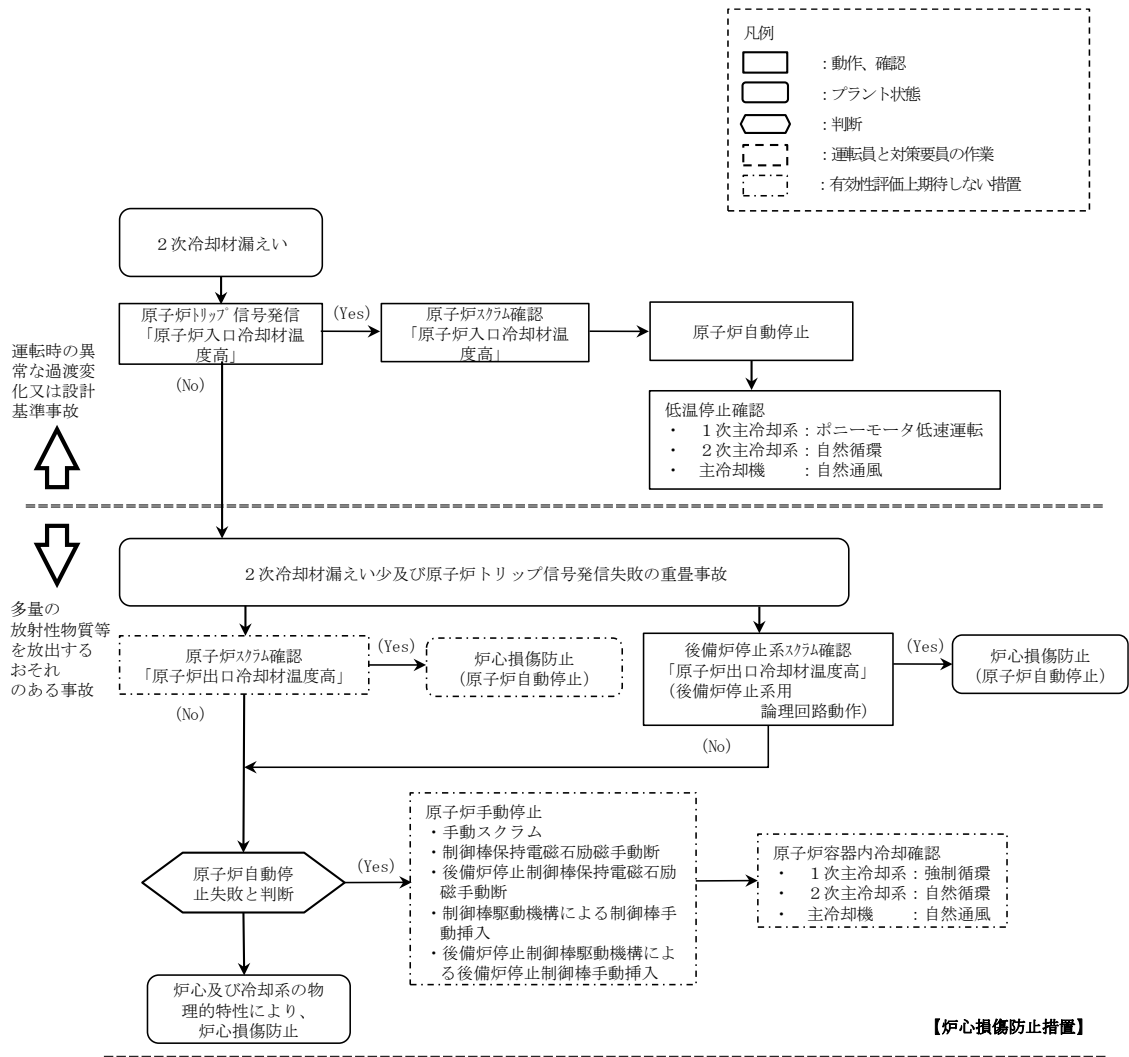 凡例
：動作、確認
：プラント状態
：判断
：運転員と対策要員の作業
：有効性評価上期待しない措置
２次冷却材漏えい
原子炉ﾄﾘｯﾌﾟ信号発信
「原子炉入口冷却材温
度高」
(Yes)
原子炉ｽｸﾗﾑ確認
「原子炉入口冷却材温
度高」
原子炉自動停止
(No)
運転時の異
常な過渡変
化又は設計
基準事故
低温停止確認
・　１次主冷却系：ポニーモータ低速運転
・　２次主冷却系：自然循環
・　主冷却機　　：自然通風
２次冷却材漏えい少及び原子炉トリップ信号発信失敗の重畳事故
多量の
放射性物質等
を放出する
おそれ
のある事故
原子炉ｽｸﾗﾑ確認
「原子炉出口冷却材温度高」
(Yes)
炉心損傷防止
(原子炉自動停止)
後備炉停止系ｽｸﾗﾑ確認
「原子炉出口冷却材温度高」
（後備炉停止系用
論理回路動作）
(Yes)
炉心損傷防止
(原子炉自動停止)
(No)
(No)
原子炉自動停
止失敗と判断
(Yes)
原子炉手動停止
・手動スクラム
・制御棒保持電磁石励磁手動断
・後備炉停止制御棒保持電磁石励
磁手動断
・制御棒駆動機構による制御棒手
動挿入
・後備炉停止制御棒駆動機構によ
る後備炉停止制御棒手動挿入
原子炉容器内冷却確認
・　１次主冷却系：強制循環
・　２次主冷却系：自然循環
・　主冷却機　　：自然通風
炉心及び冷却系の物
理的特性により、
炉心損傷防止
【炉心損傷防止措置】